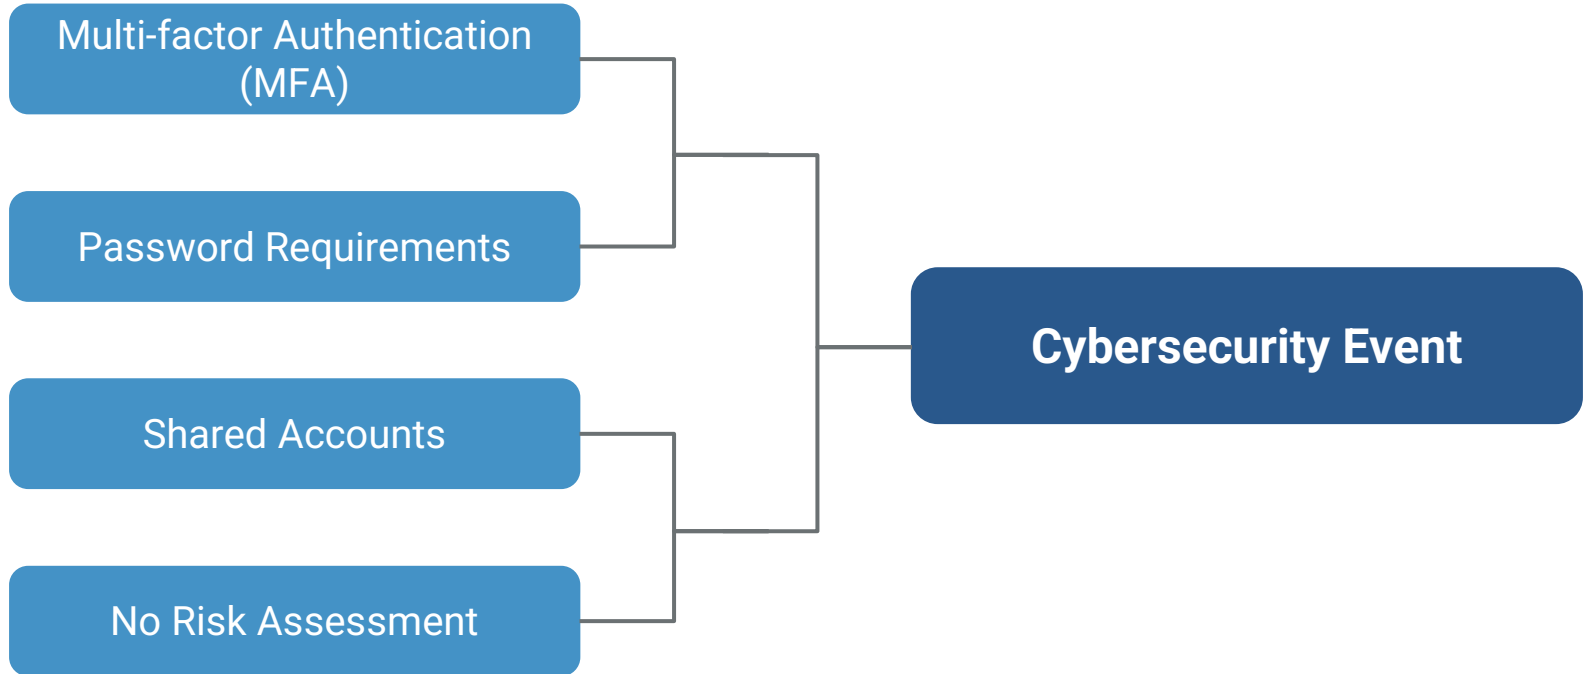 Multi-factor Authentication
(MFA)
Password Requirements
Shared Accounts
No Risk Assessment
Cybersecurity Event